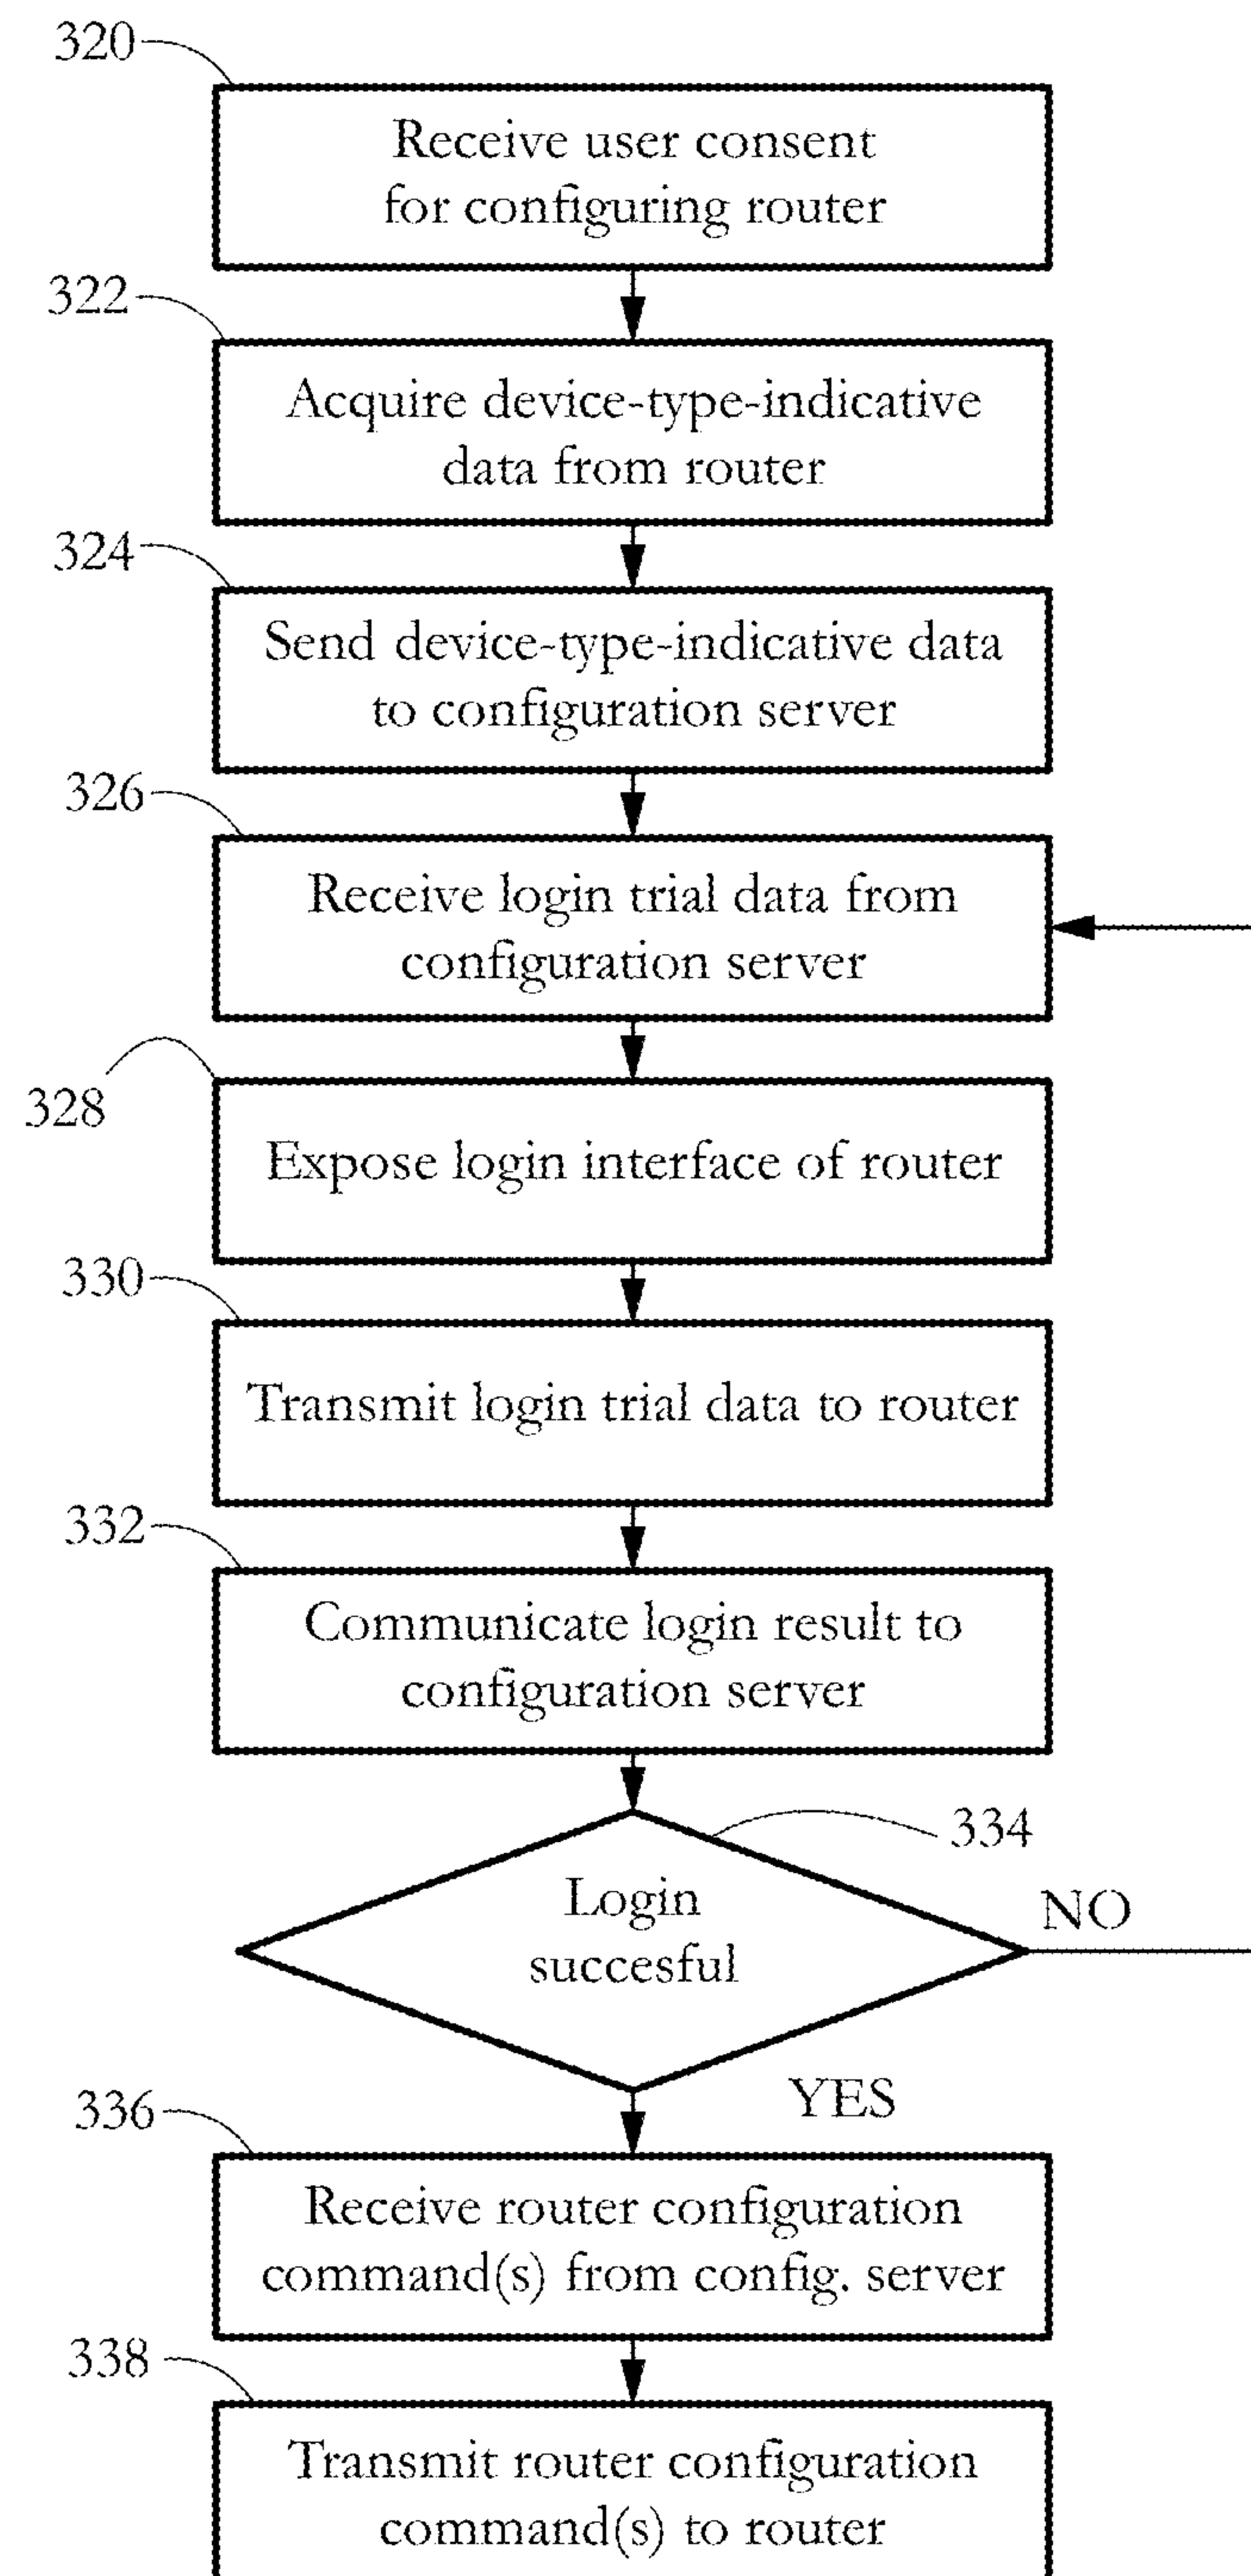 320
Receive user consent
for configuring router
322
Acquire device-type-indicative
data from router
324
Send device-type-indicative data
to configuration server
326
Receive login trial data from
configuration server
328
Expose login interface of router
330
Transmit login trial data to router
332
Communicate login result to
configuration server
334
Login
succesful
NO
YES
336
Receive router configuration
command(s) from config. server
338
Transmit router configuration
command(s) to router